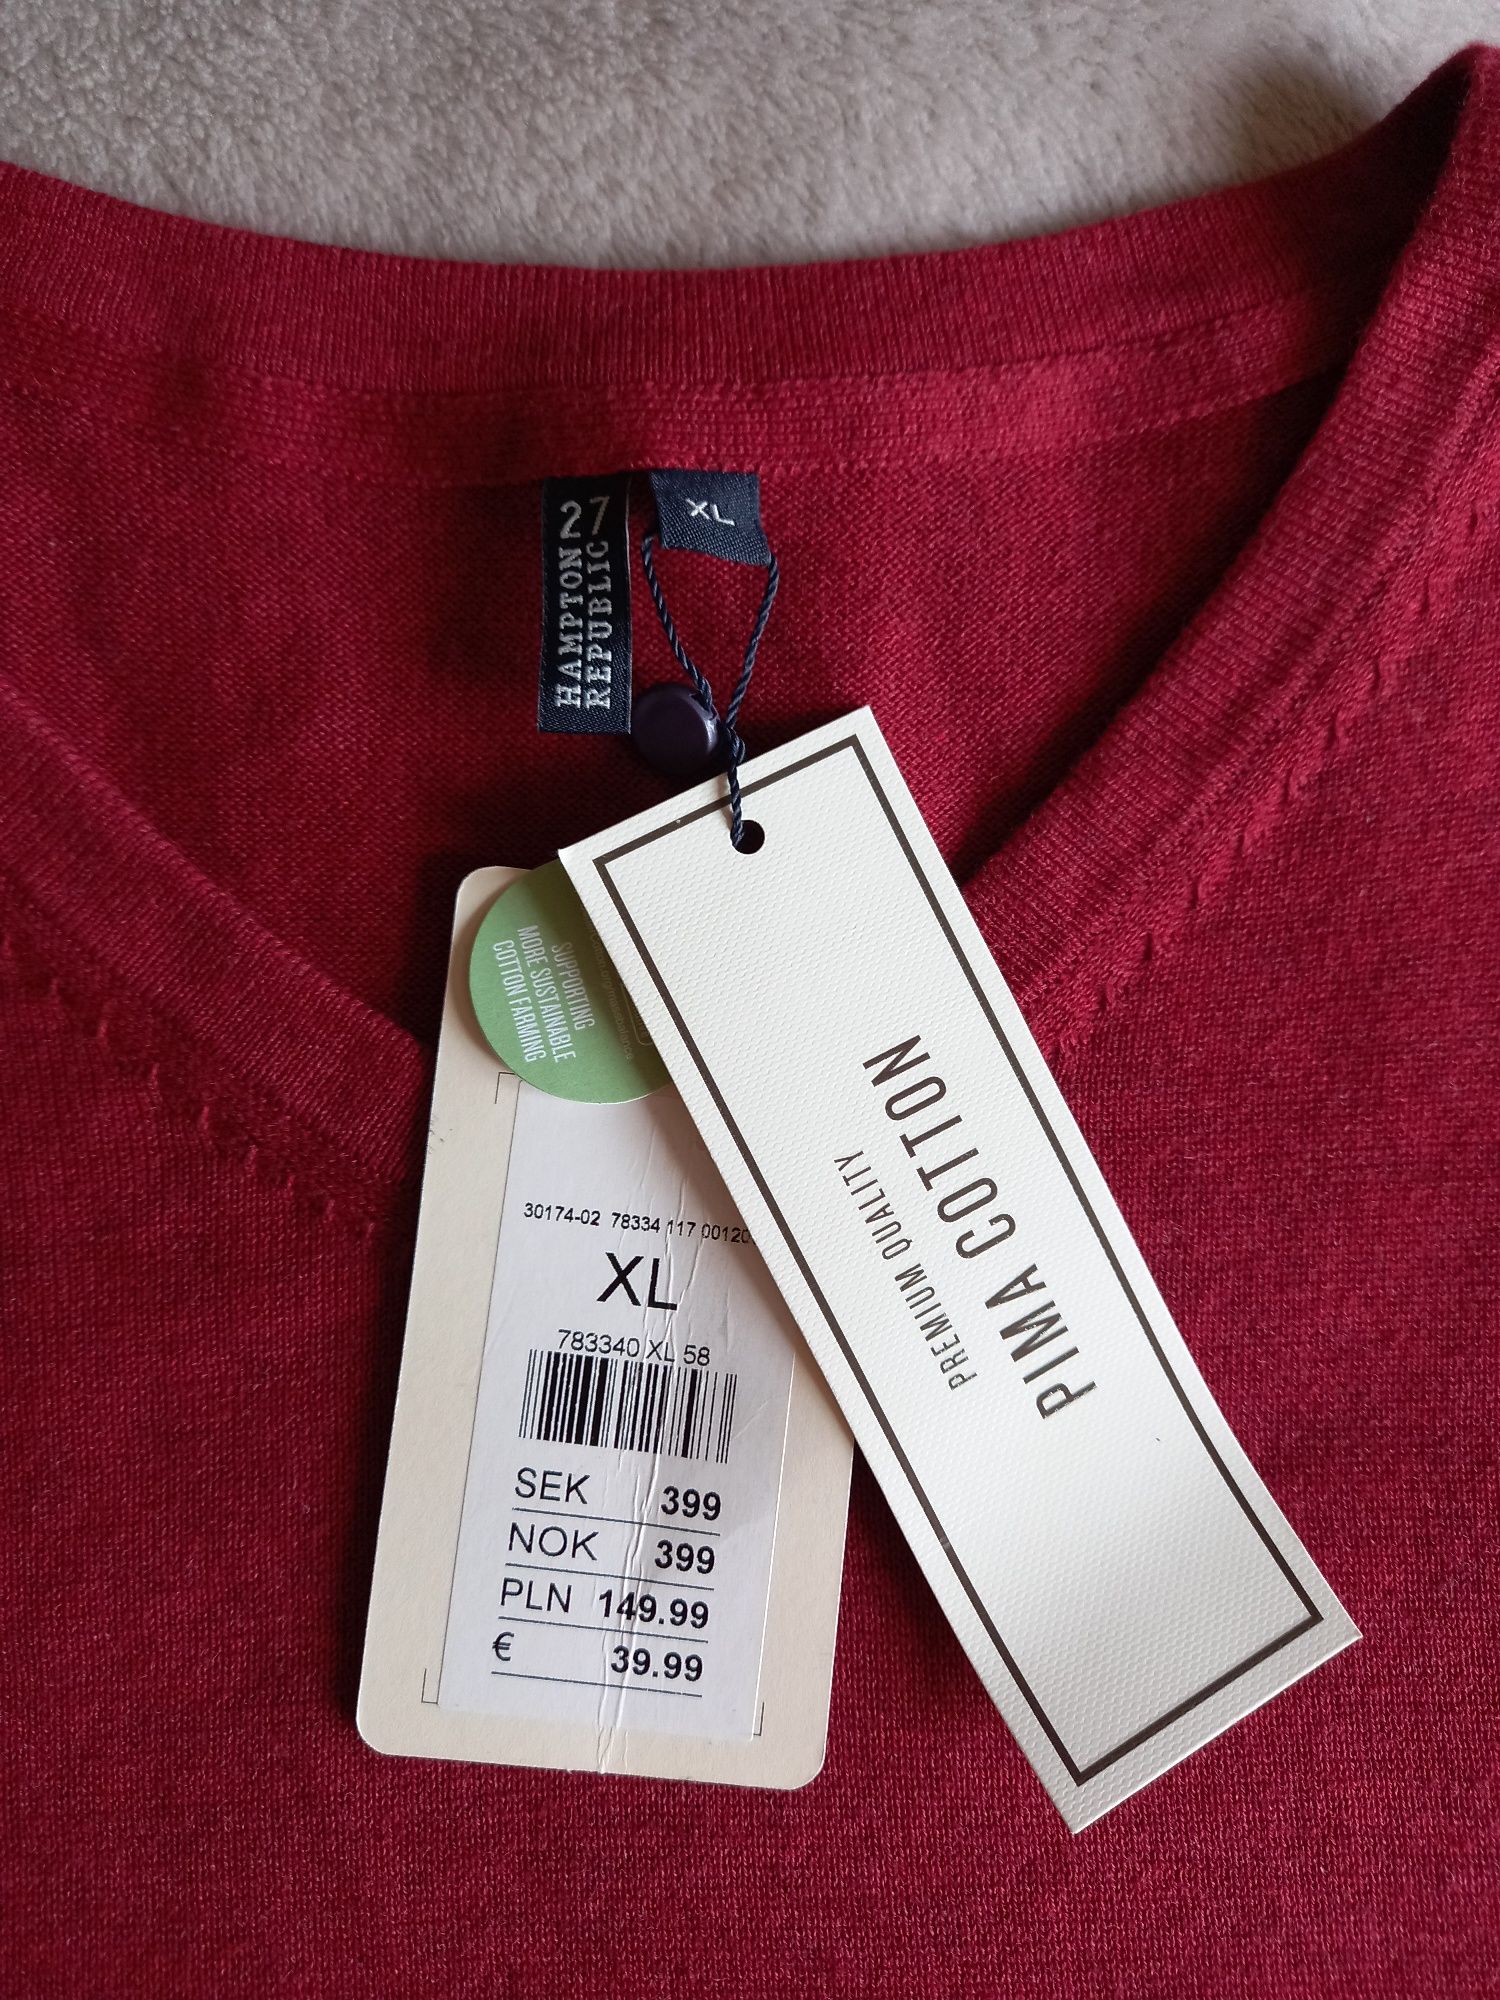 HAMPTON
REPUBLIC
27
XL
SUPPORTING
MORE SUSTAINABLE
COTTON FARMING
30174-02 78334 117 00120
XL
783340 XL 58
SEK 399
NOK 399
PLN 149.99
€ 39.99
PIMA COTTON
PREMIUM QUALITY